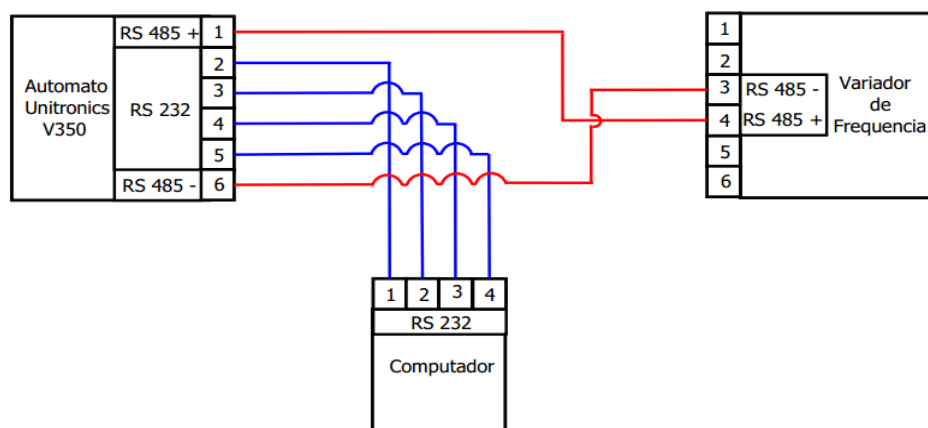 Automato
Unitronics
V350
RS 485 +
RS 232
RS 485 -
1
2
3
4
5
6
1
2
3
4
5
6
RS 485 -
RS 485 +
Variador
de
Frequencia
1 2 3 4
RS 232
Computador